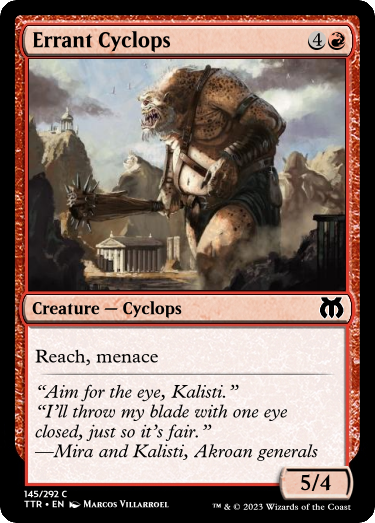 Errant Cyclops 4
Creature — Cyclops
Reach, menace
“Aim for the eye, Kalisti.”
“I’ll throw my blade with one eye
closed, just so it’s fair.”
—Mira and Kalisti, Akroan generals
5/4
145/292 C
TTR • EN Marcos Villarroel
™ & © 2023 Wizards of the Coast